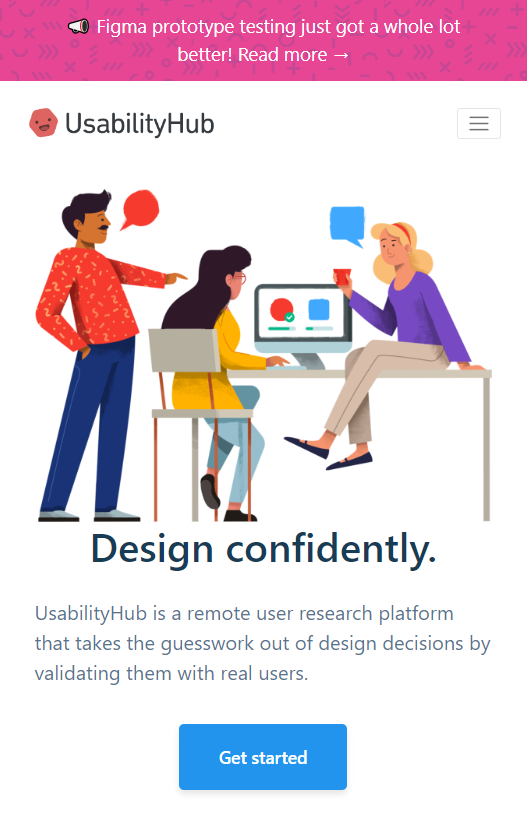 📢 Figma prototype testing just got a whole lot
better! Read more →
UsabilityHub
Design confidently.
UsabilityHub is a remote user research platform
that takes the guesswork out of design decisions by
validating them with real users.
Get started